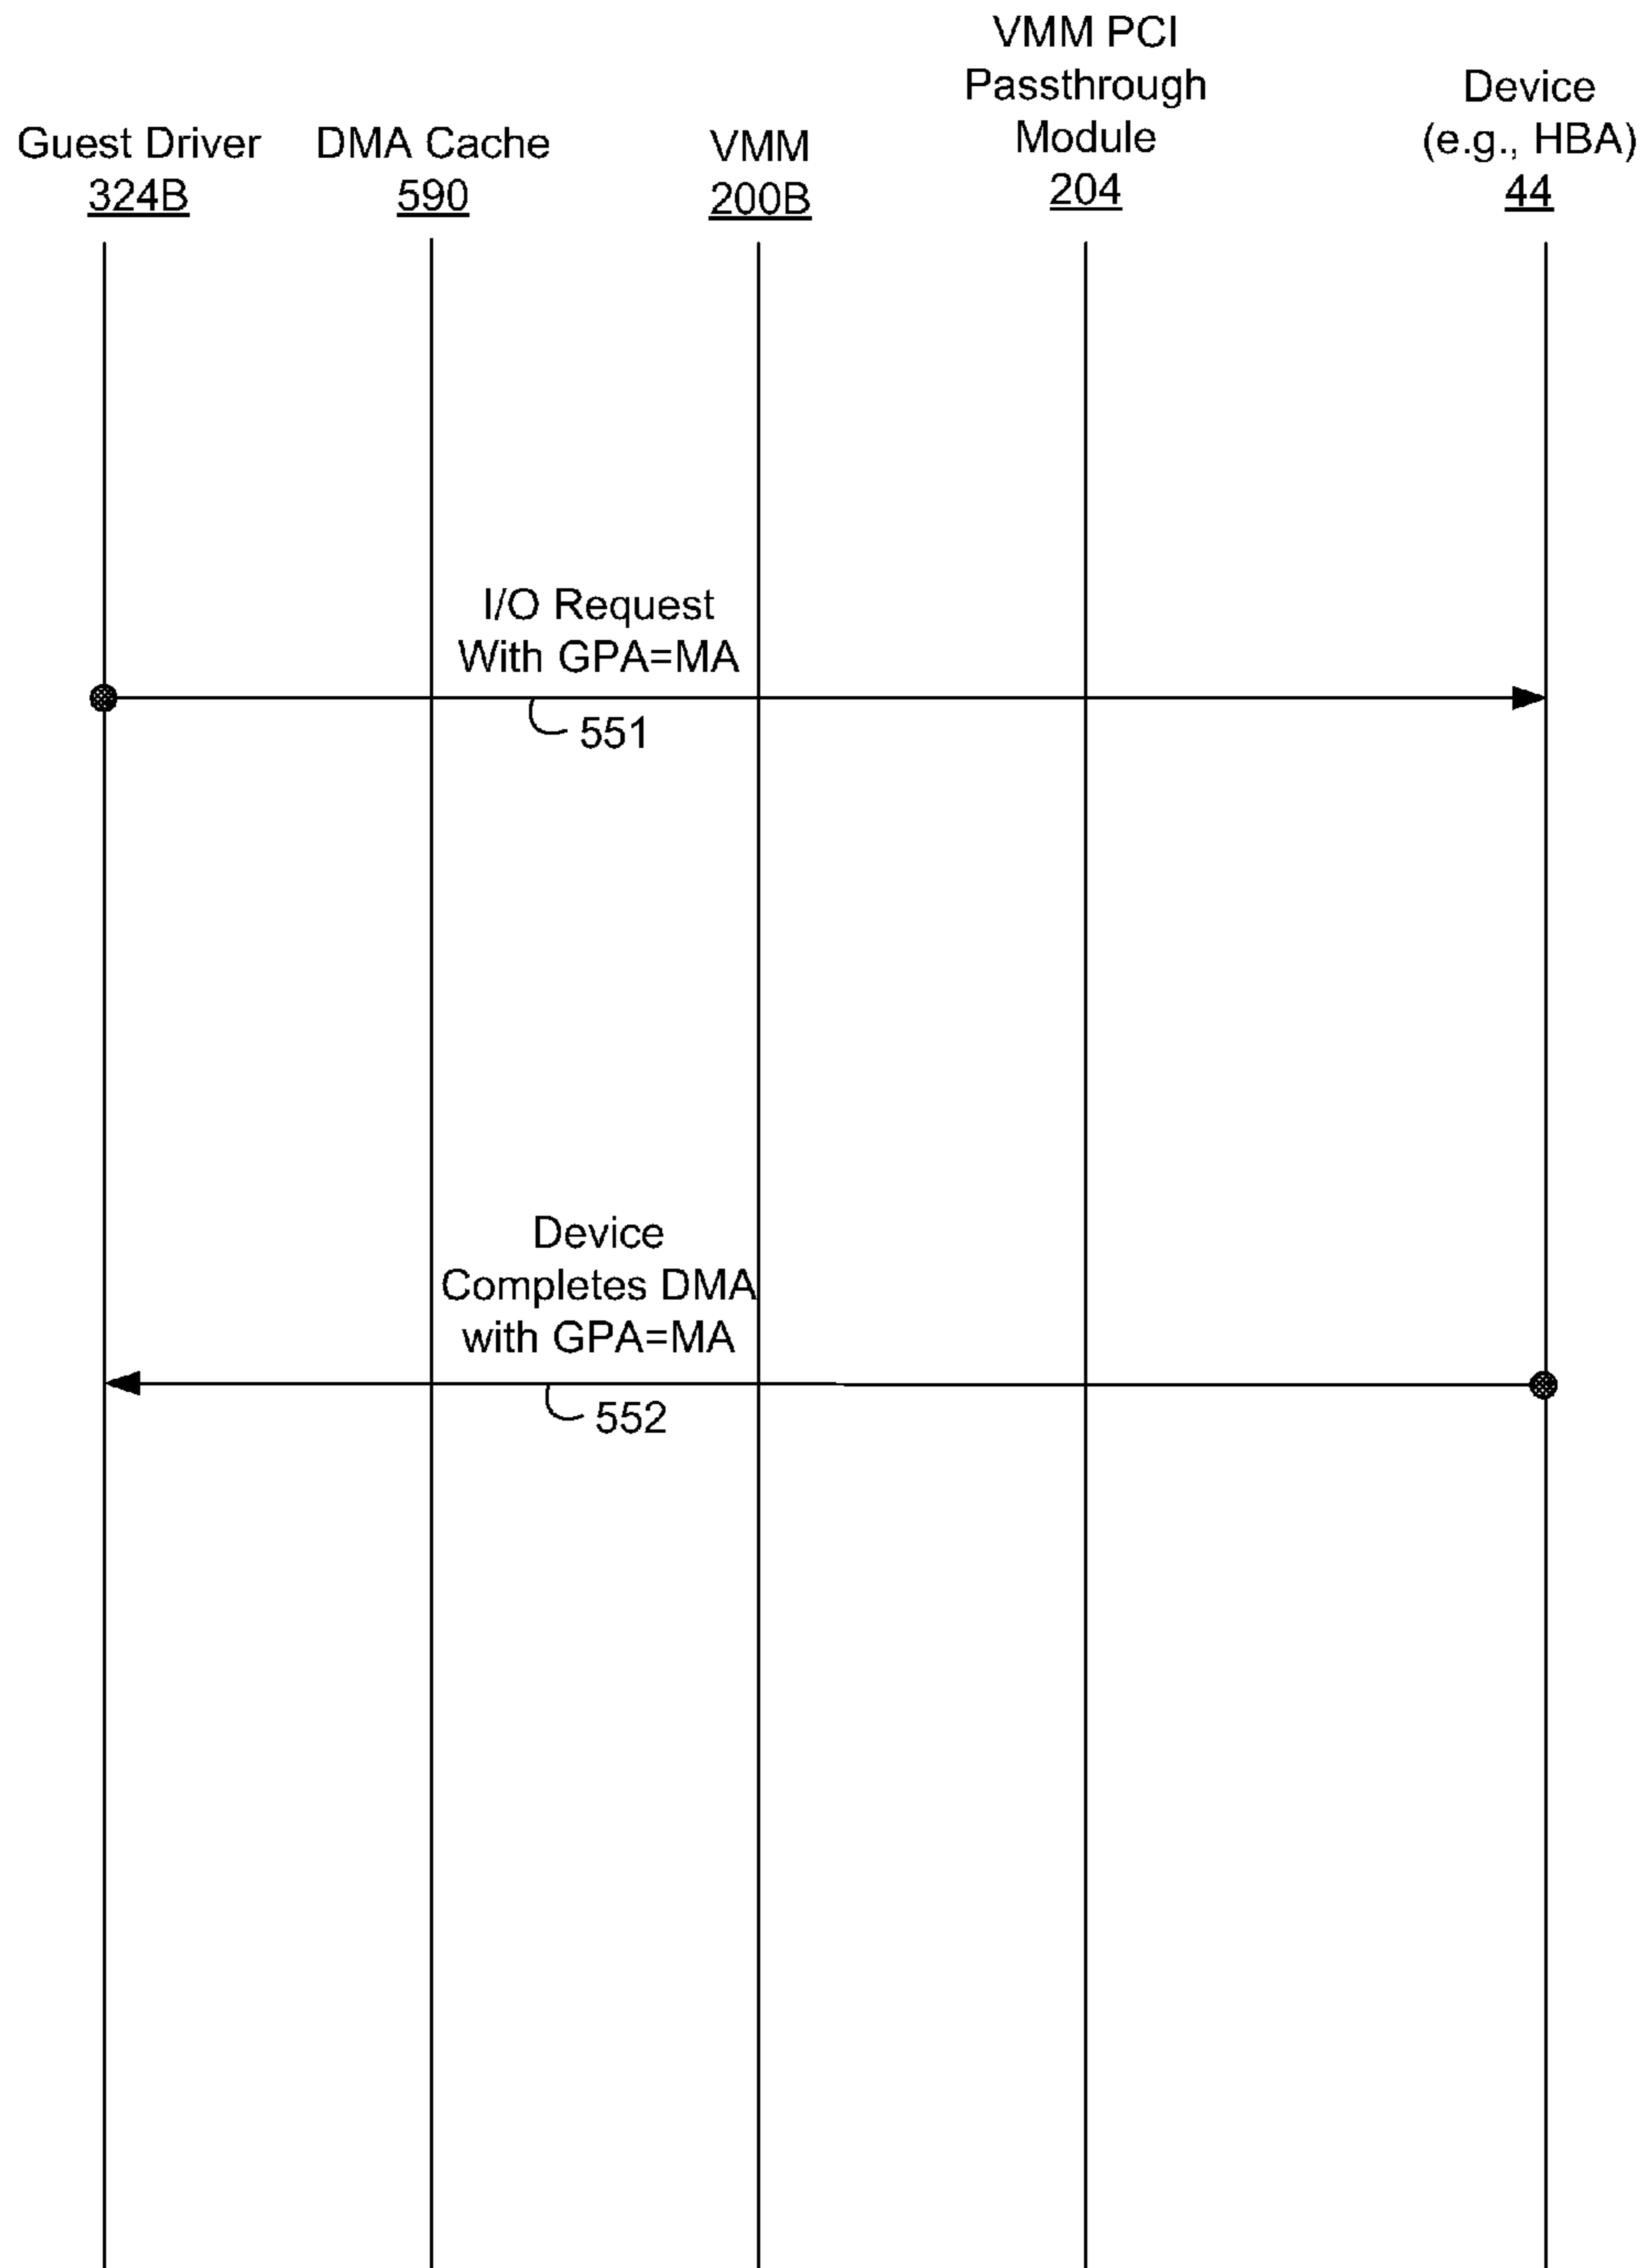 Guest Driver
324B
DMA Cache
590
VMM
200B
VMM PCI
Passthrough
Module
204
Device
(e.g., HBA)
44
I/O Request
With GPA=MA
551
Device
Completes DMA
with GPA=MA
552